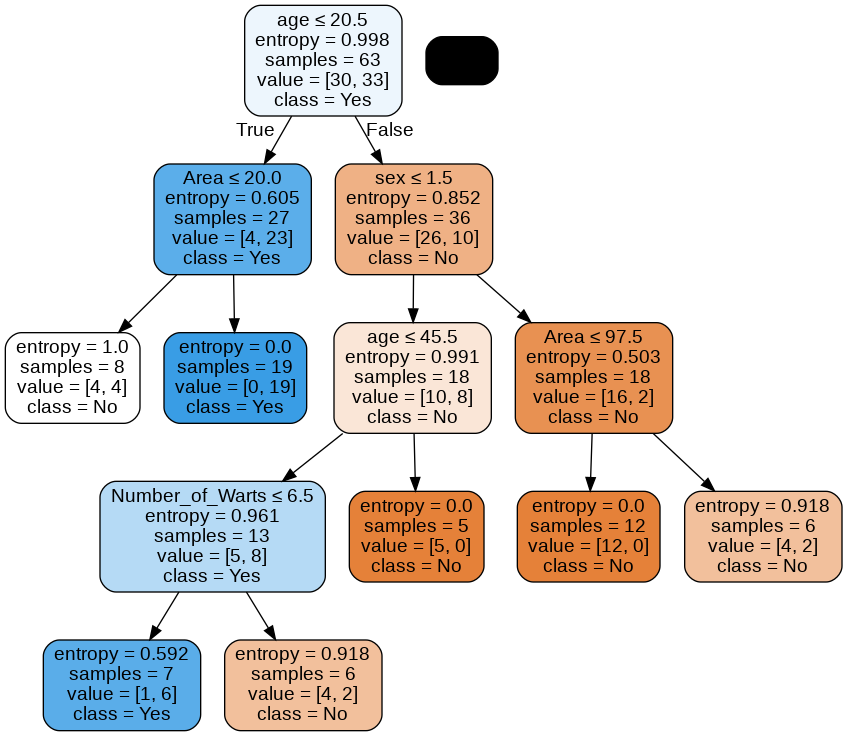 age ≤ 20.5
entropy = 0.998
samples = 63
value = [30, 33]
class = Yes
True
False
Area ≤ 20.0
entropy = 0.605
samples = 27
value = [4, 23]
class = Yes
sex ≤ 1.5
entropy = 0.852
samples = 36
value = [26, 10]
class = No
entropy = 1.0
samples = 8
value = [4, 4]
class = No
entropy = 0.0
samples = 19
value = [0, 19]
class = Yes
age ≤ 45.5
entropy = 0.991
samples = 18
value = [10, 8]
class = No
Area ≤ 97.5
entropy = 0.503
samples = 18
value = [16, 2]
class = No
Number_of_Warts ≤ 6.5
entropy = 0.961
samples = 13
value = [5, 8]
class = Yes
entropy = 0.0
samples = 5
value = [5, 0]
class = No
entropy = 0.0
samples = 12
value = [12, 0]
class = No
entropy = 0.918
samples = 6
value = [4, 2]
class = No
entropy = 0.592
samples = 7
value = [1, 6]
class = Yes
entropy = 0.918
samples = 6
value = [4, 2]
class = No